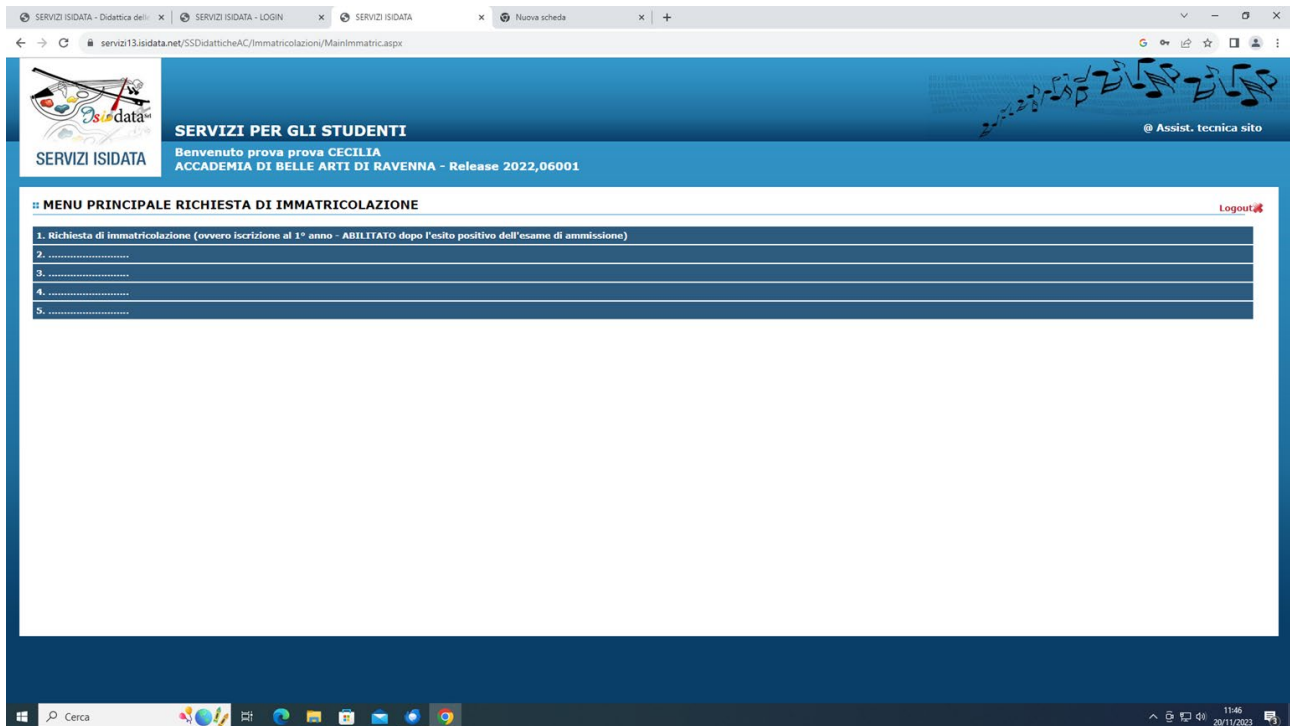 SERVIZI ISIDATA - Didattica dell
SERVIZI ISIDATA - LOGIN
SERVIZI ISIDATA
Nuova scheda
servizi13.isidata.net/SSDidatticheAC/Immatricolazioni/MainImmatric.aspx
Isidata
SERVIZI ISIDATA
SERVIZI PER GLI STUDENTI
@ Assist. tecnica sito
Benvenuto prova prova CECILIA
ACCADEMIA DI BELLE ARTI DI RAVENNA - Release 2022,06001
MENU PRINCIPALE RICHIESTA DI IMMATRICOLAZIONE
Logout
1. Richiesta di immatricolazione (ovvero iscrizione al 1° anno - ABILITATO dopo l'esito positivo dell'esame di ammissione)
2. ..........................
3. ..........................
4. ..........................
5. ..........................
Cerca
11:46
20/11/2023